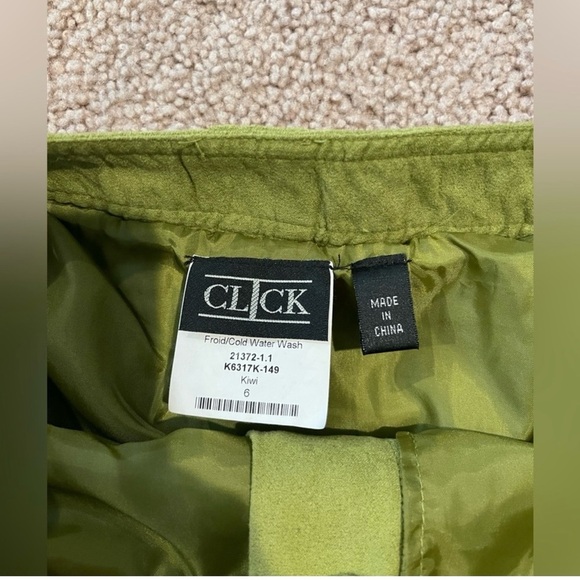 CLICK
Froid/Cold Water Wash
21372-1.1
K6317K-149
Kiwi
6
MADE
IN
CHINA